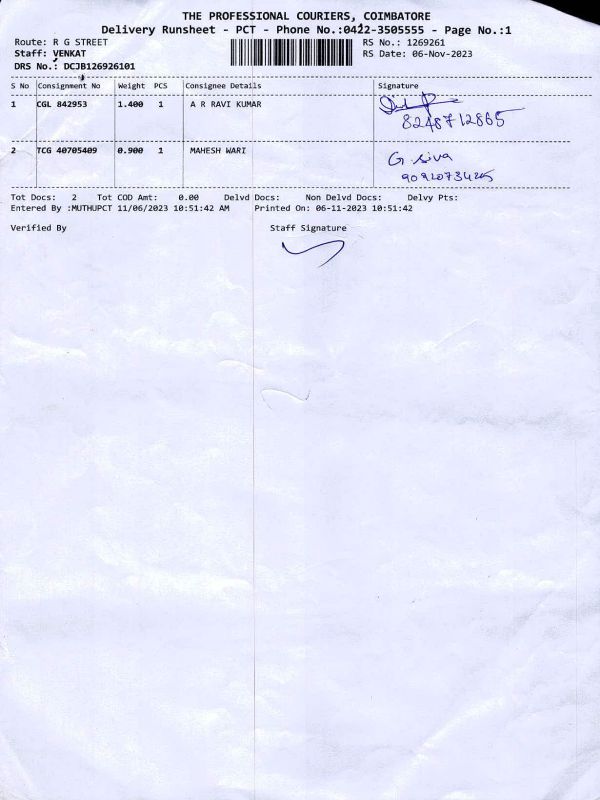 THE PROFESSIONAL COURIERS, COIMBATORE
Delivery Runsheet - PCT - Phone No.:0422-3505555 - Page No.:1
Route: R G STREET RS No.: 1269261
Staff: VENKAT RS Date: 06-Nov-2023
DRS No.: DCJB126926101
S No Consignment No Weight PCS Consignee Details Signature
1 CGL 842953 1.400 1 A R RAVI KUMAR
8248712865
2 TCG 40705409 0.900 1 MAHESH WARI G. Siva
Tot Docs: 2 Tot COD Amt: 0.00 Delvd Docs: Non Delvd Docs: Delvy Pts:
Entered By :MUTHUPCT 11/06/2023 10:51:42 AM Printed On: 06-11-2023 10:51:42
Verified By Staff Signature